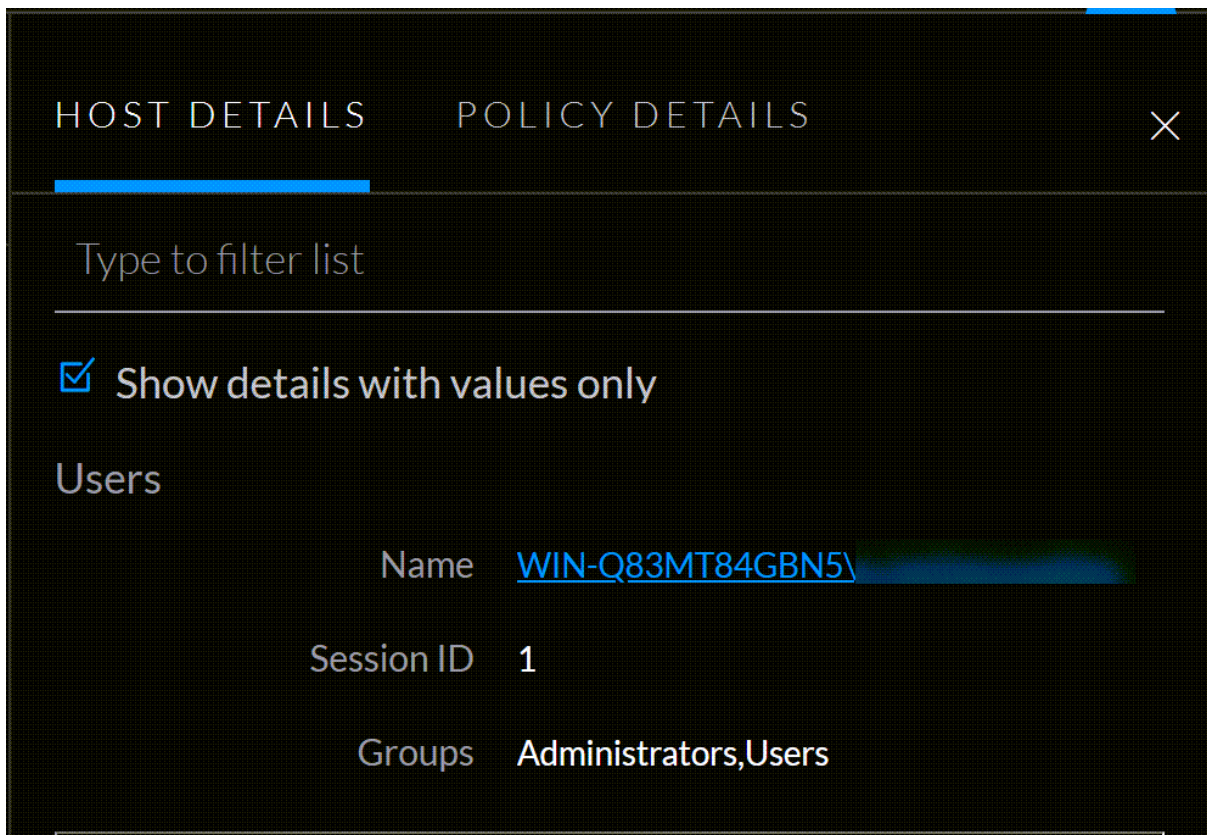 HOST DETAILS POLICY DETAILS
Type to filter list
Show details with values only
Users
Name WIN-Q83MT84GBN5\
Session ID 1
Groups Administrators,Users